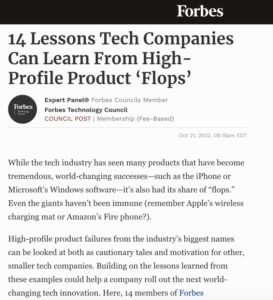 Forbes
14 Lessons Tech Companies
Can Learn From High-
Profile Product ‘Flops’
Forbes
Expert Panel® Forbes Councils Member
Forbes Technology Council
COUNCIL POST | Membership (Fee-Based)
Oct 21, 2022, 08:15am EDT
While the tech industry has seen many products that have become
tremendous, world-changing successes—such as the iPhone or
Microsoft’s Windows software—it’s also had its share of “flops.”
Even the giants haven’t been immune (remember Apple’s wireless
charging mat or Amazon’s Fire phone?).
High-profile product failures from the industry’s biggest names
can be looked at both as cautionary tales and motivation for other,
smaller tech companies. Building on the lessons learned from
these examples could help a company roll out the next world-
changing tech innovation. Here, 14 members of Forbes